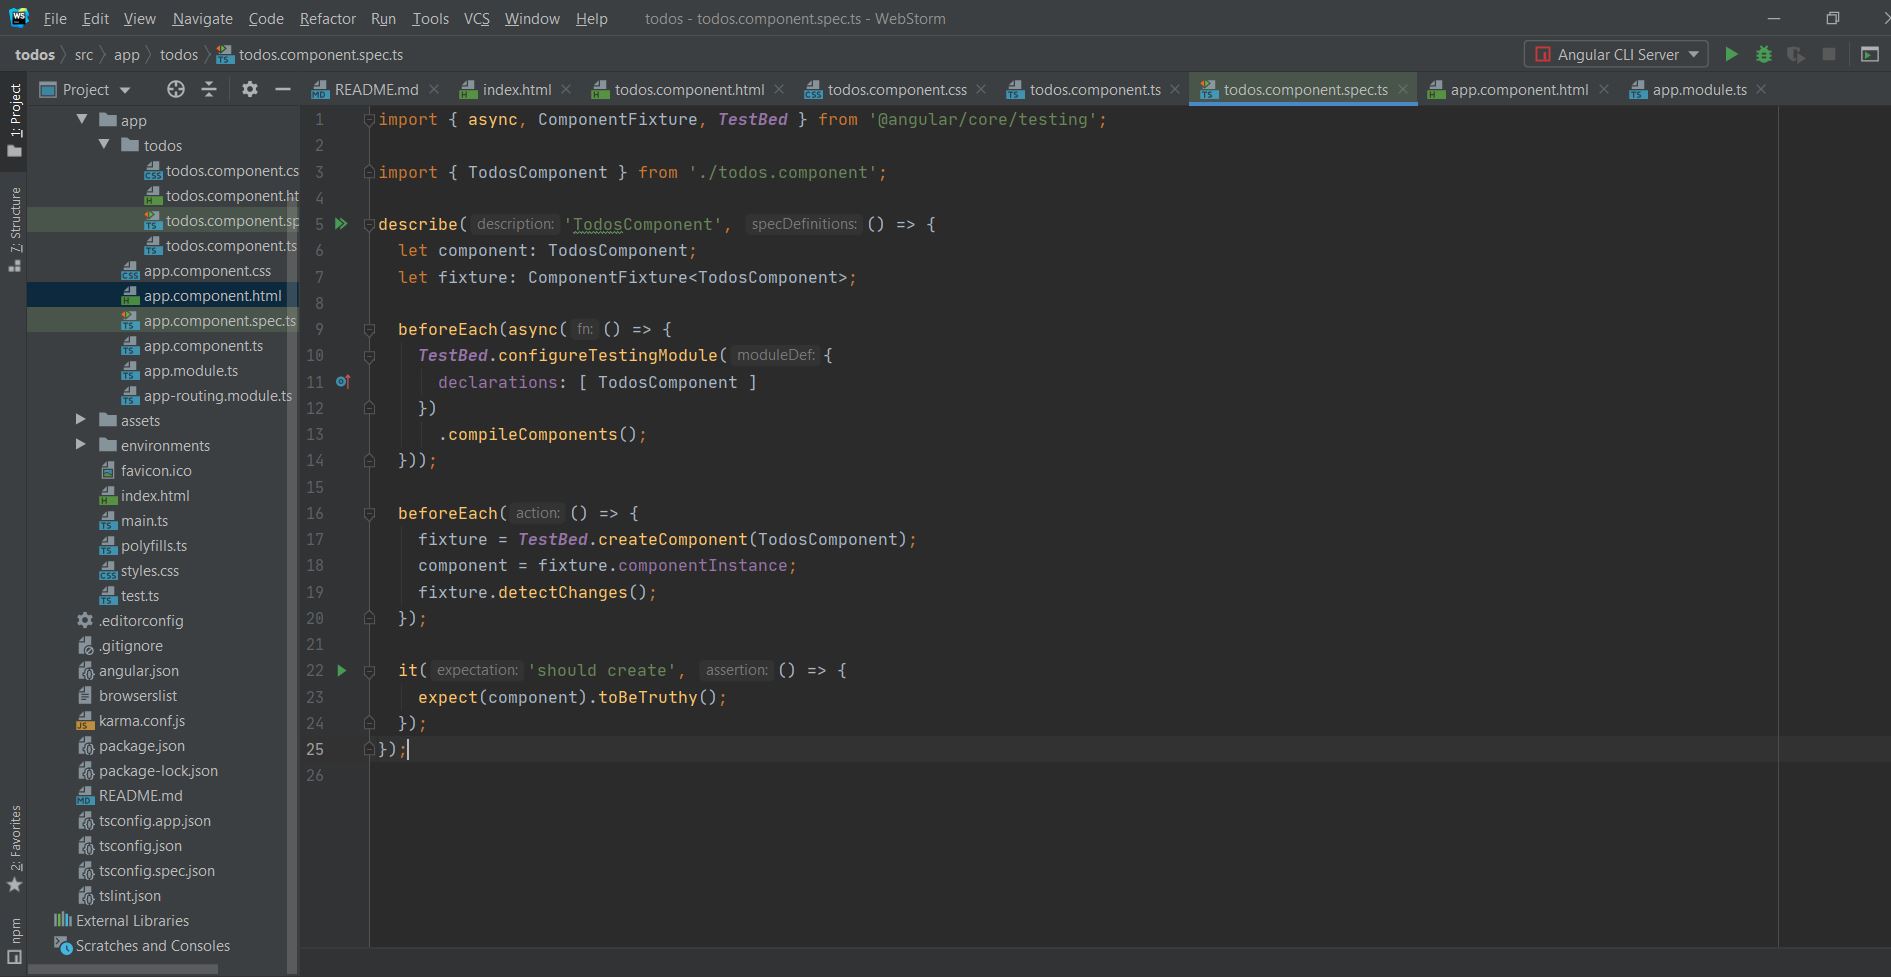 WS File Edit View Navigate Code Refactor Run Tools VCS Window Help todos - todos.component.spec.ts - WebStorm
todos src app todos todos.component.spec.ts Angular CLI Server
Project README.md index.html todos.component.html todos.component.css todos.component.ts todos.component.spec.ts app.component.html app.module.ts
1: Project
7: Structure
2: Favorites
npm
app
todos
todos.component.cs
todos.component.ht
todos.component.sp
todos.component.ts
app.component.css
app.component.html
app.component.spec.ts
app.component.ts
app.module.ts
app-routing.module.ts
assets
environments
favicon.ico
index.html
main.ts
polyfills.ts
styles.css
test.ts
.editorconfig
.gitignore
angular.json
browserslist
karma.conf.js
package.json
package-lock.json
README.md
tsconfig.app.json
tsconfig.json
tsconfig.spec.json
tslint.json
External Libraries
Scratches and Consoles
1 import { async, ComponentFixture, TestBed } from '@angular/core/testing';
2
3 import { TodosComponent } from './todos.component';
4
5 describe( description: 'TodosComponent', specDefinitions: () => {
6 let component: TodosComponent;
7 let fixture: ComponentFixture<TodosComponent>;
8
9 beforeEach(async( fn: () => {
10 TestBed.configureTestingModule( moduleDef: {
11 declarations: [ TodosComponent ]
12 })
13 .compileComponents();
14 }));
15
16 beforeEach( action: () => {
17 fixture = TestBed.createComponent(TodosComponent);
18 component = fixture.componentInstance;
19 fixture.detectChanges();
20 });
21
22 it( expectation: 'should create', assertion: () => {
23 expect(component).toBeTruthy();
24 });
25 });
26